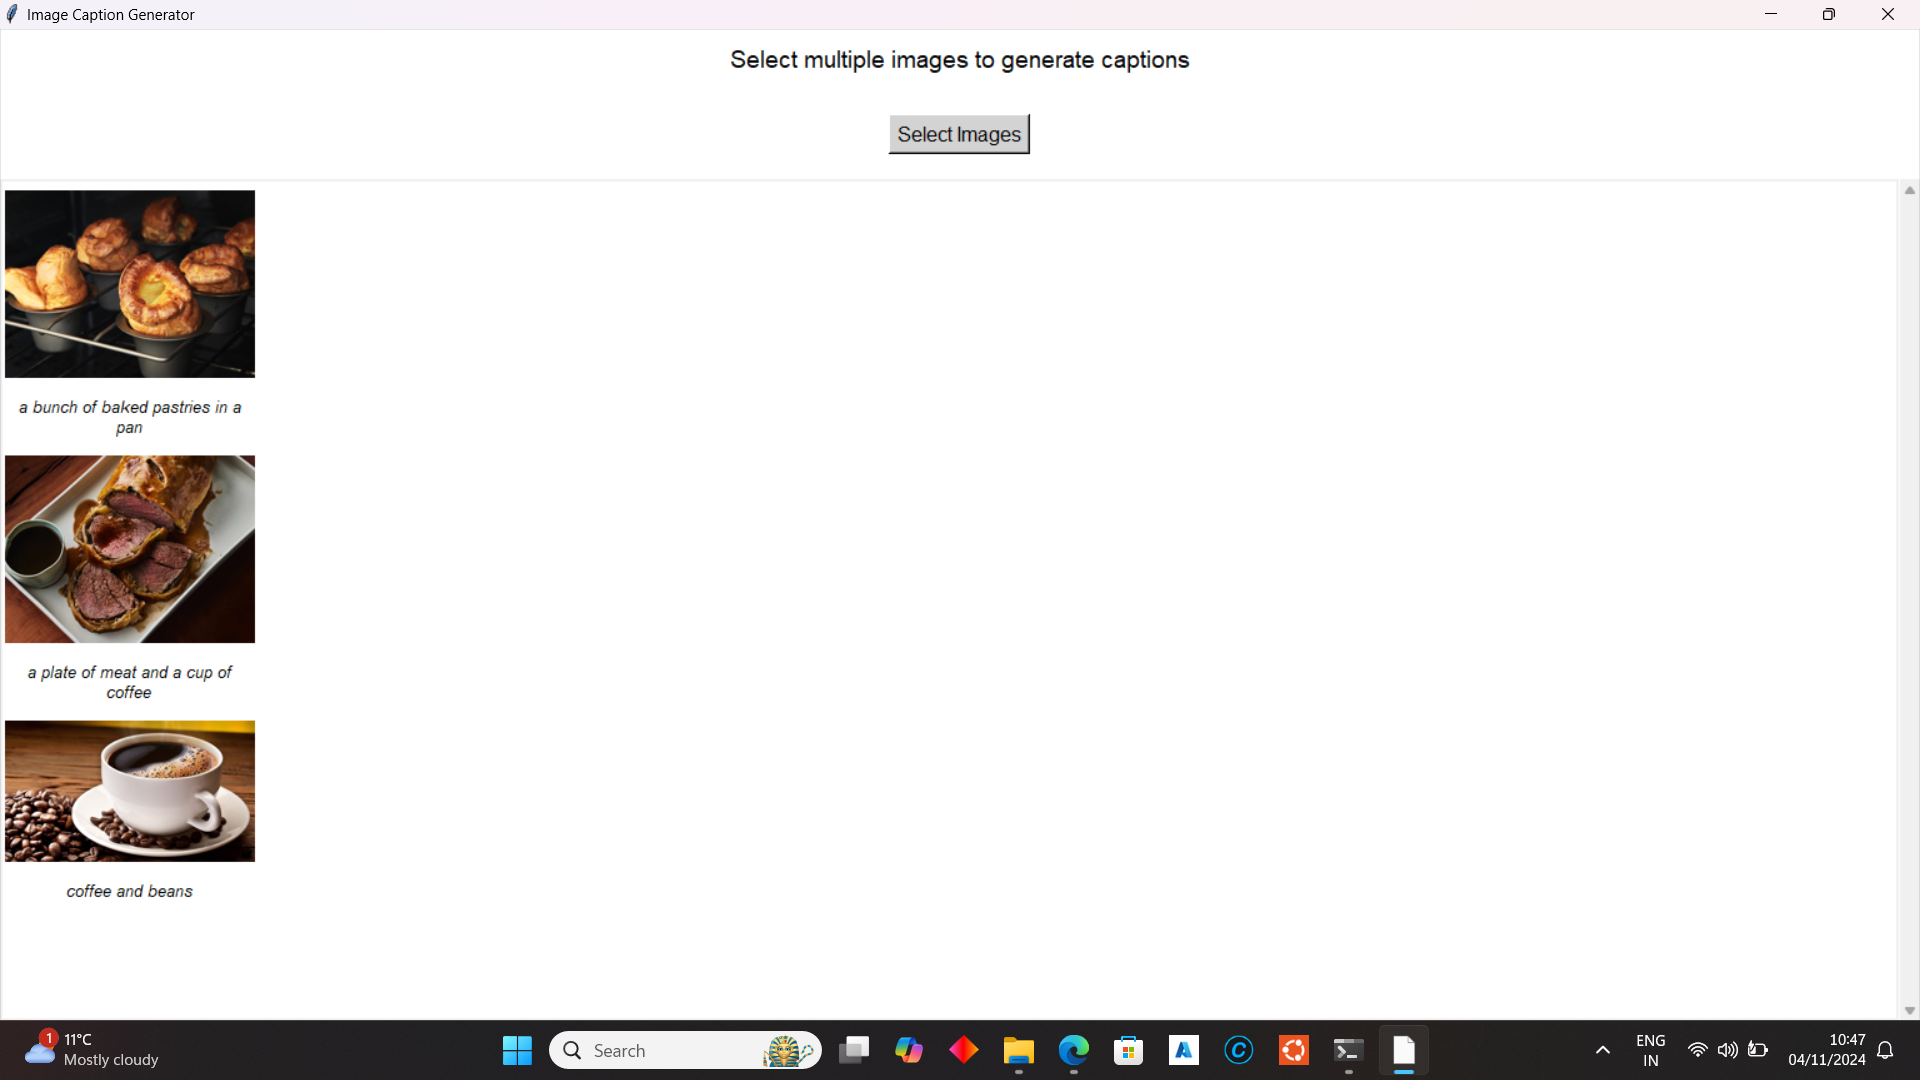 Image Caption Generator
Select multiple images to generate captions
Select Images
a bunch of baked pastries in a
pan
a plate of meat and a cup of
coffee
coffee and beans
1
11°C
Mostly cloudy
Search
A
C
ENG
IN
10:47
04/11/2024